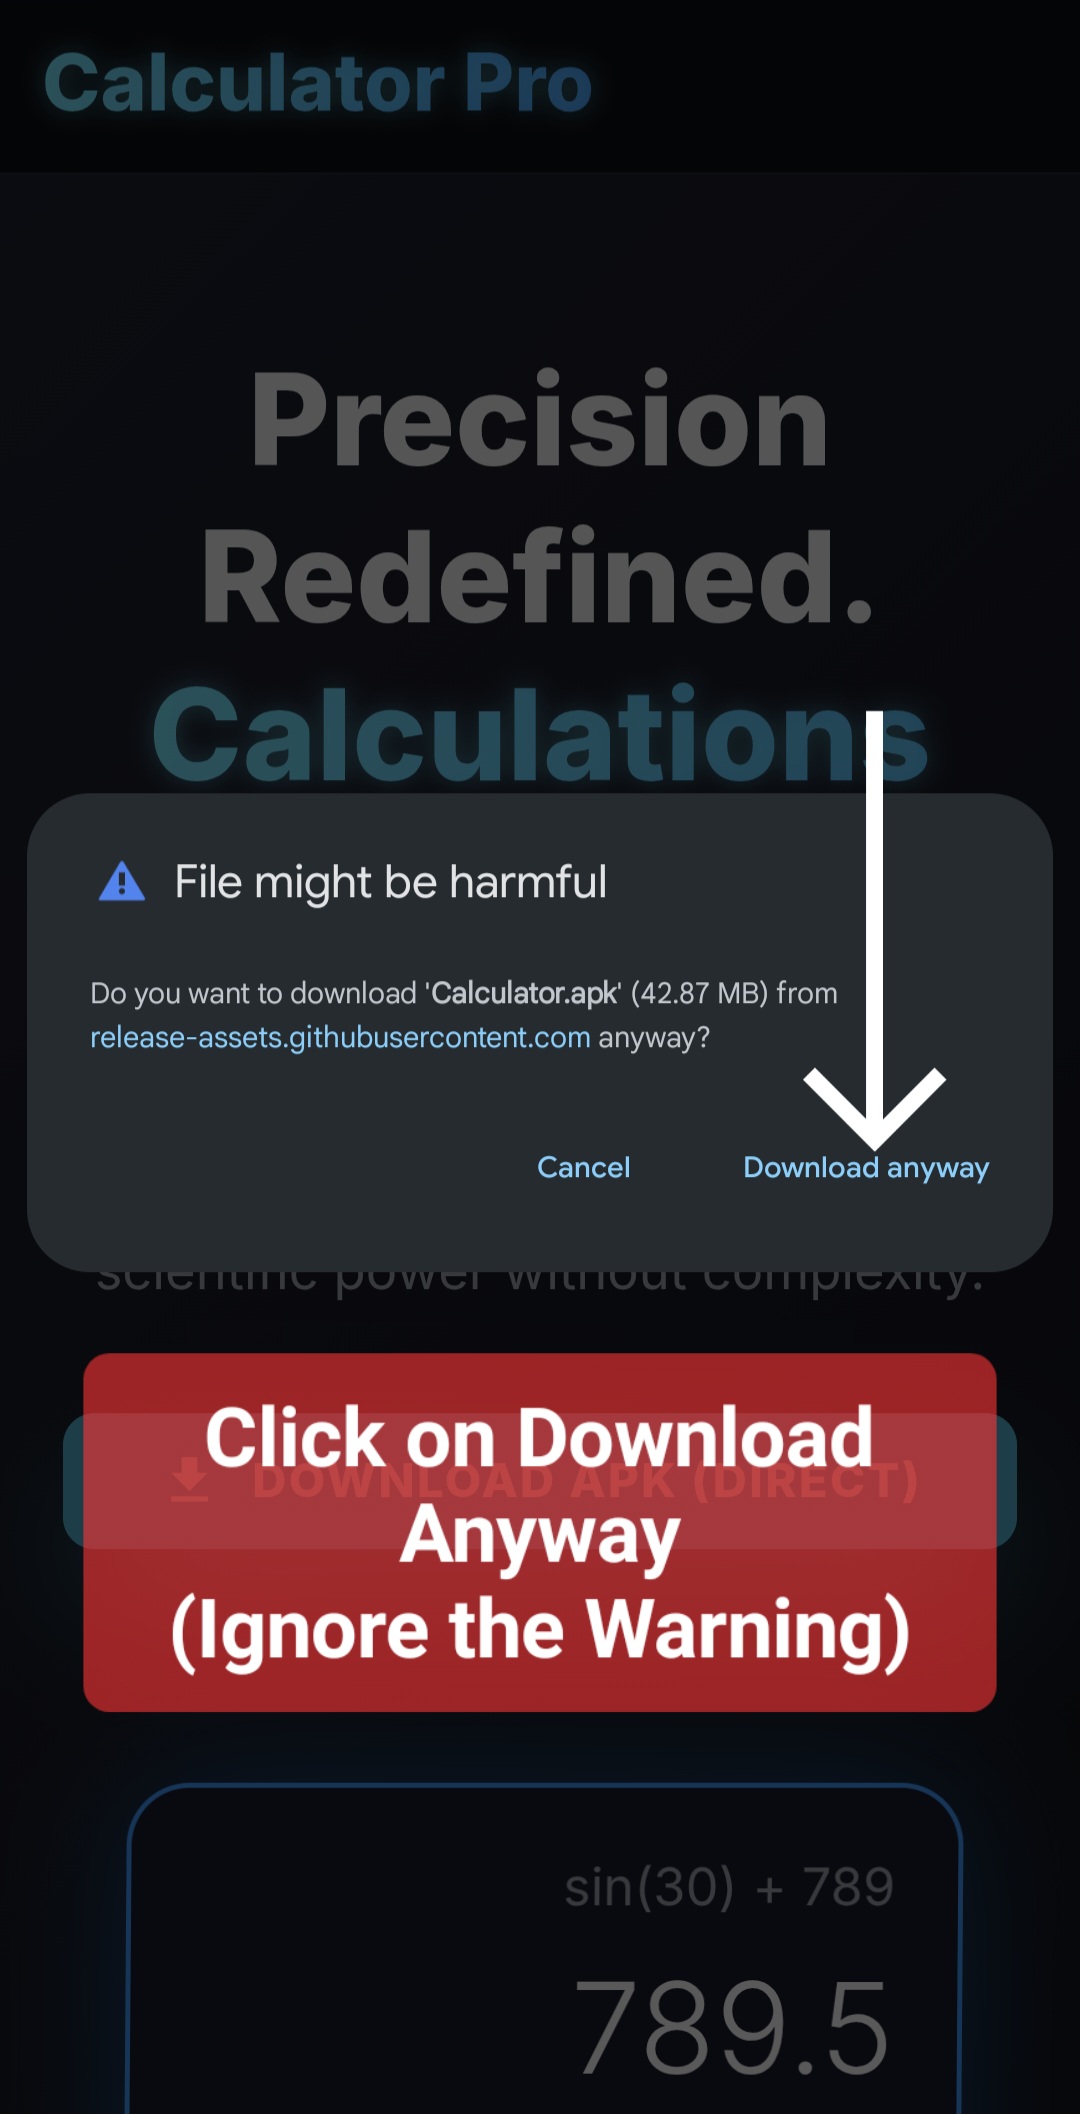 Calculator Pro
Precision
Redefined.
Calculations
File might be harmful
Do you want to download 'Calculator.apk' (42.87 MB) from
release-assets.githubusercontent.com anyway?
Cancel Download anyway
scientific power without complexity.
Click on Download
DOWNLOAD APK (DIRECT)
Anyway
(Ignore the Warning)
sin(30) + 789
789.5